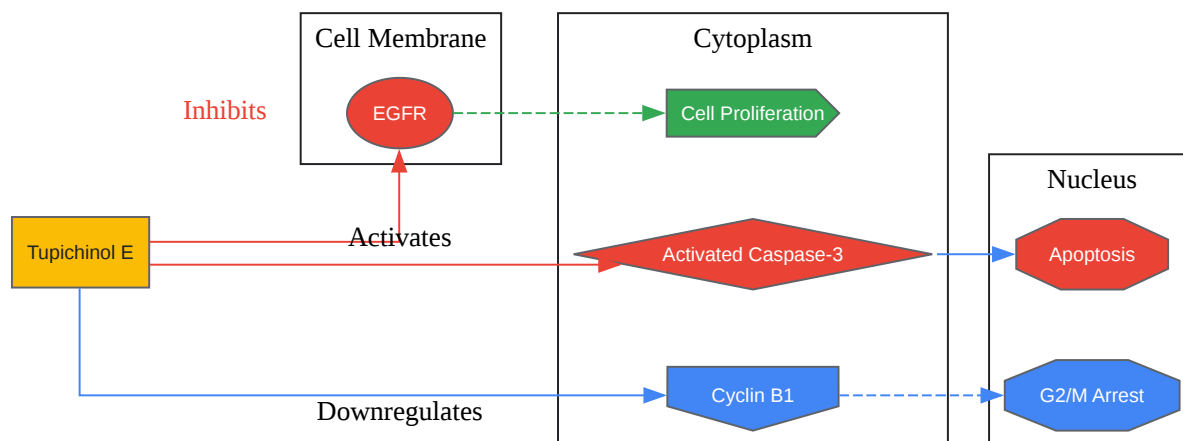 Cell Membrane
Cytoplasm
Inhibits
EGFR
Cell Proliferation
Nucleus
Tupichinol E
Activates
Activated Caspase-3
Apoptosis
Downregulates
Cyclin B1
G2/M Arrest